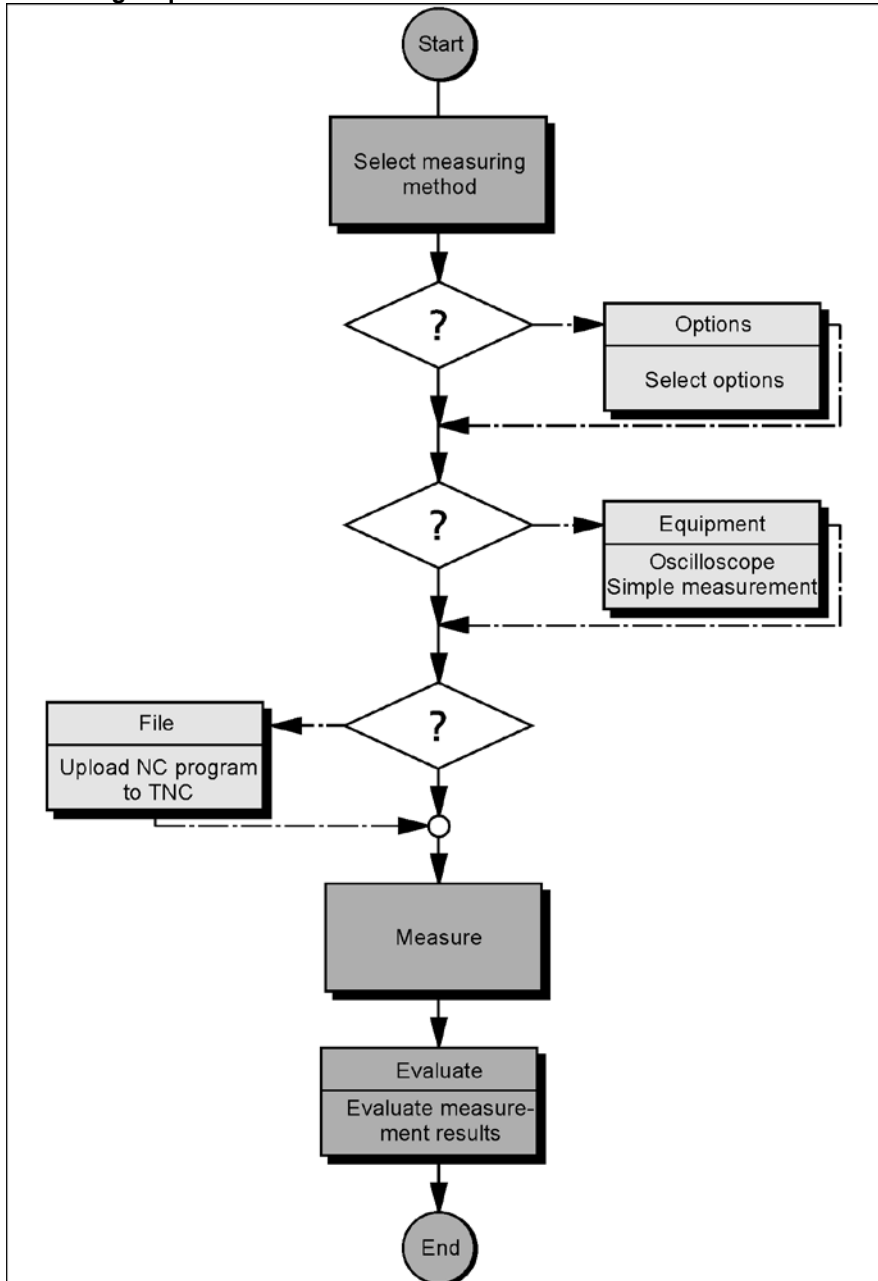 Start
Select measuring
method
?
Options
Select options
?
Equipment
Oscilloscope
Simple measurement
?
File
Upload NC program
to TNC
Measure
Evaluate
Evaluate measure-
ment results
End